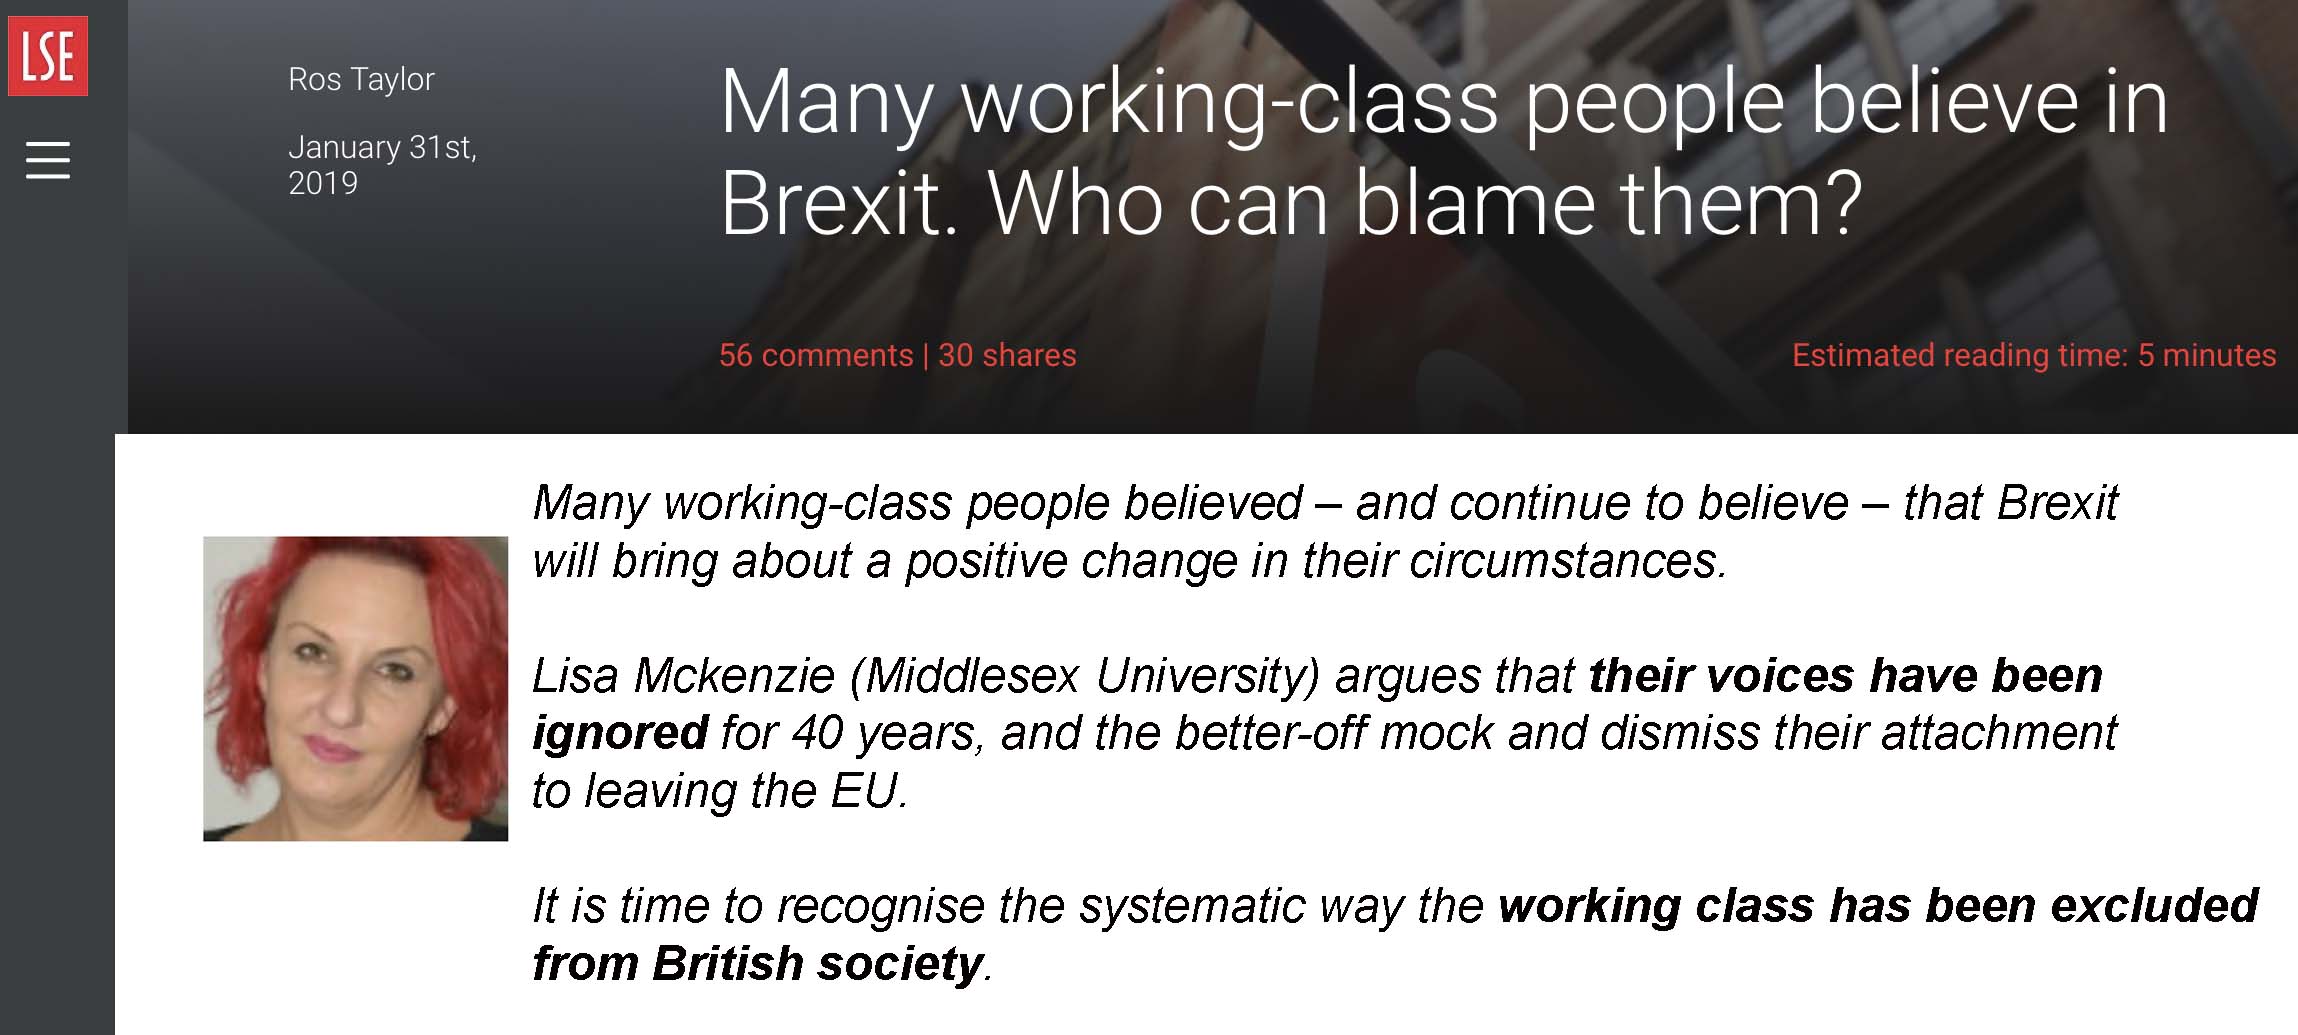 LSE
Ros Taylor
January 31st,
2019
Many working-class people believe in
Brexit. Who can blame them?
56 comments | 30 shares
Estimated reading time: 5 minutes
Many working-class people believed – and continue to believe – that Brexit
will bring about a positive change in their circumstances.
Lisa Mckenzie (Middlesex University) argues that their voices have been
ignored for 40 years, and the better-off mock and dismiss their attachment
to leaving the EU.
It is time to recognise the systematic way the working class has been excluded
from British society.